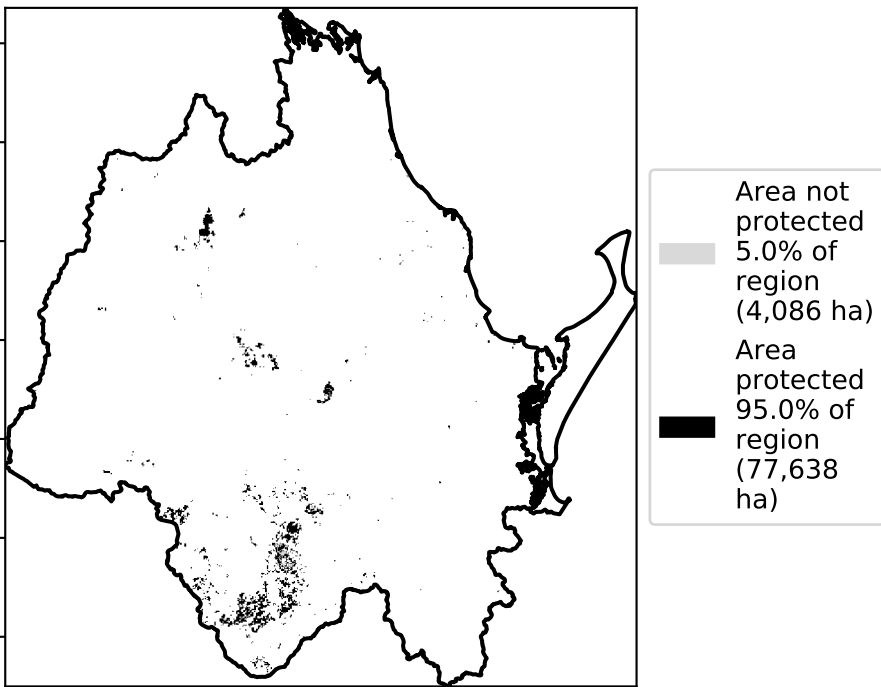 Area not
protected
5.0% of
region
(4,086 ha)
Area
protected
95.0% of
region
(77,638
ha)